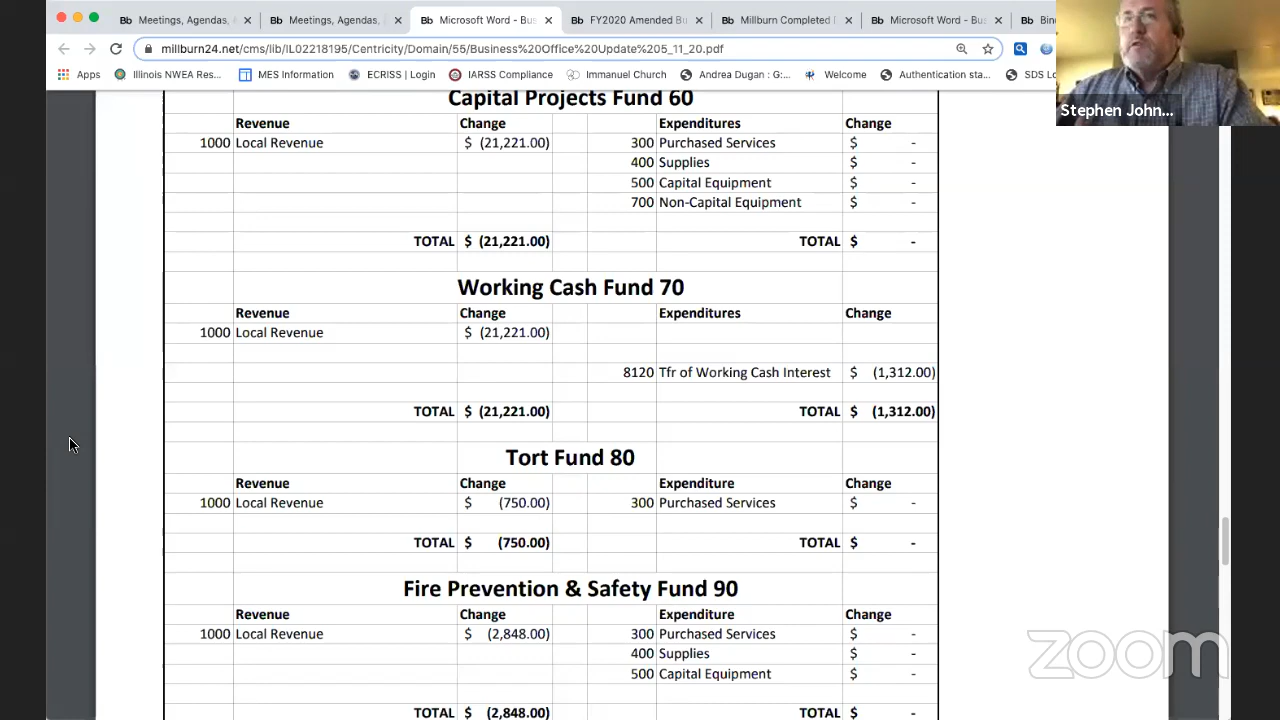 Meetings, Agendas,
Meetings, Agendas,
Microsoft Word - Bus
FY2020 Amended Bu
Millburn Completed
Microsoft Word - Bus
Bin
millburn24.net/cms/lib/IL02218195/Centricity/Domain/55/Business%20Office%20Update%205_11_20.pdf
Apps Illinois NWEA Res... MES Information ECRISS | Login IARSS Compliance Immanuel Church Andrea Dugan : G:... Welcome Authentication sta... SDS Lo
Stephen John...
Capital Projects Fund 60
Revenue Change Expenditures Change
1000 Local Revenue $ (21,221.00) 300 Purchased Services $ -
400 Supplies $ -
500 Capital Equipment $ -
700 Non-Capital Equipment $ -
TOTAL $ (21,221.00) TOTAL $ -
Working Cash Fund 70
Revenue Change Expenditures Change
1000 Local Revenue $ (21,221.00)
8120 Tfr of Working Cash Interest $ (1,312.00)
TOTAL $ (21,221.00) TOTAL $ (1,312.00)
Tort Fund 80
Revenue Change Expenditure Change
1000 Local Revenue $ (750.00) 300 Purchased Services $ -
TOTAL $ (750.00) TOTAL $ -
Fire Prevention & Safety Fund 90
Revenue Change Expenditure Change
1000 Local Revenue $ (2,848.00) 300 Purchased Services $ -
400 Supplies $ -
500 Capital Equipment $ -
TOTAL $ (2,848.00) TOTAL $ -
zoom